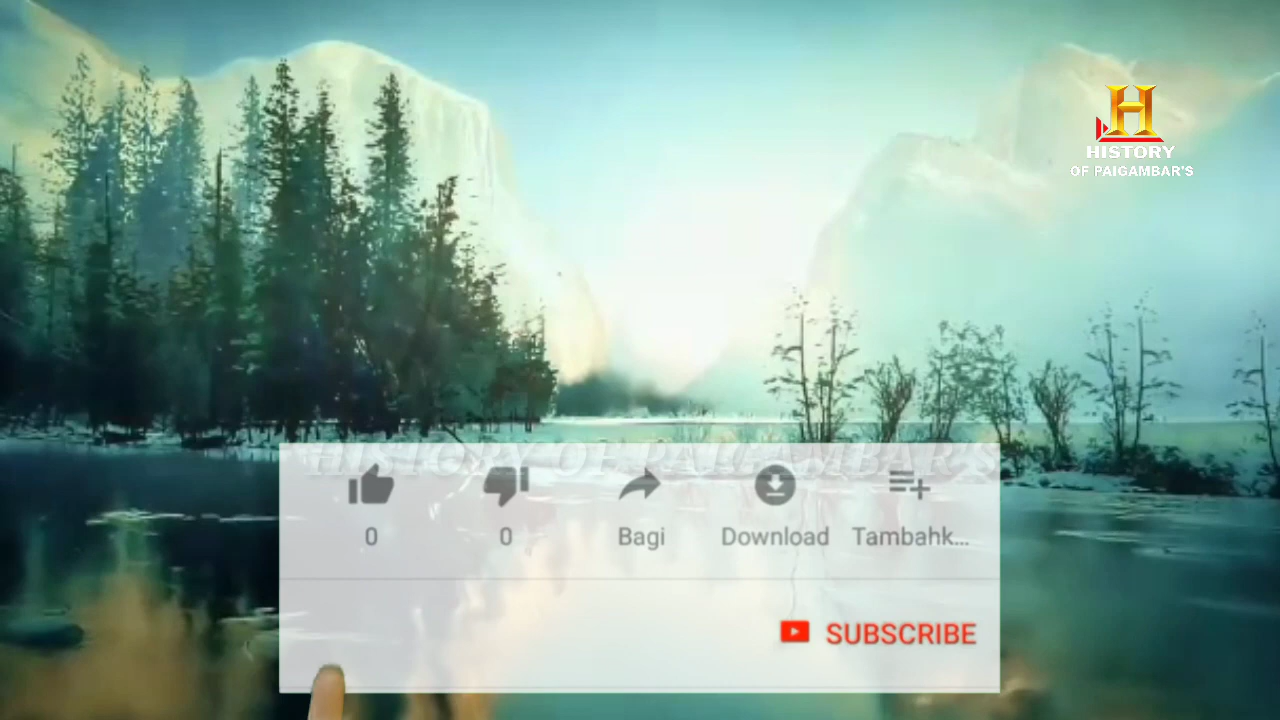 H
HISTORY
OF PAIGAMBAR'S
HISTORY OF PAIGAMBAR'S
0
0
Bagi
Download
Tambahk...
SUBSCRIBE